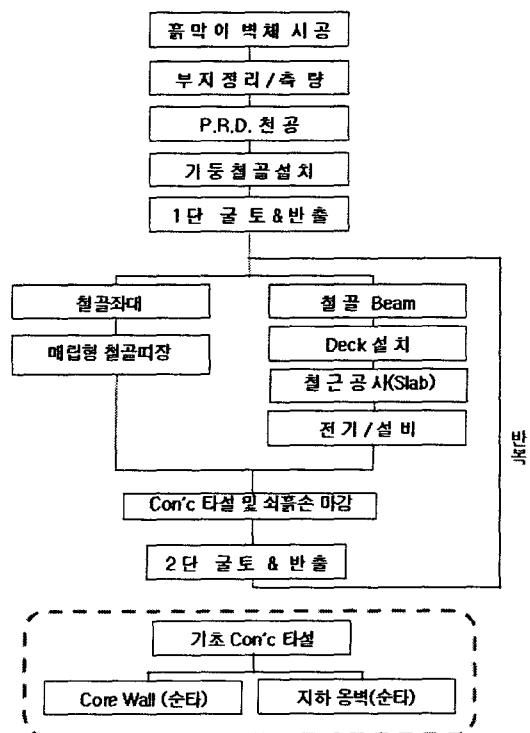 흙막이 벽체 시공
부지정리/측량
P.R.D. 천공
기둥철골설치
1단 굴토&반출
철골좌대
철골 Beam
매립형 철골띠장
Deck 설치
철근공사(Slab)
전기/설비
반복
Con'c 타설 및 쇠흙손 마감
2단 굴토 & 반출
기초 Con'c 타설
Core Wall (순타)
지하 옹벽(순타)